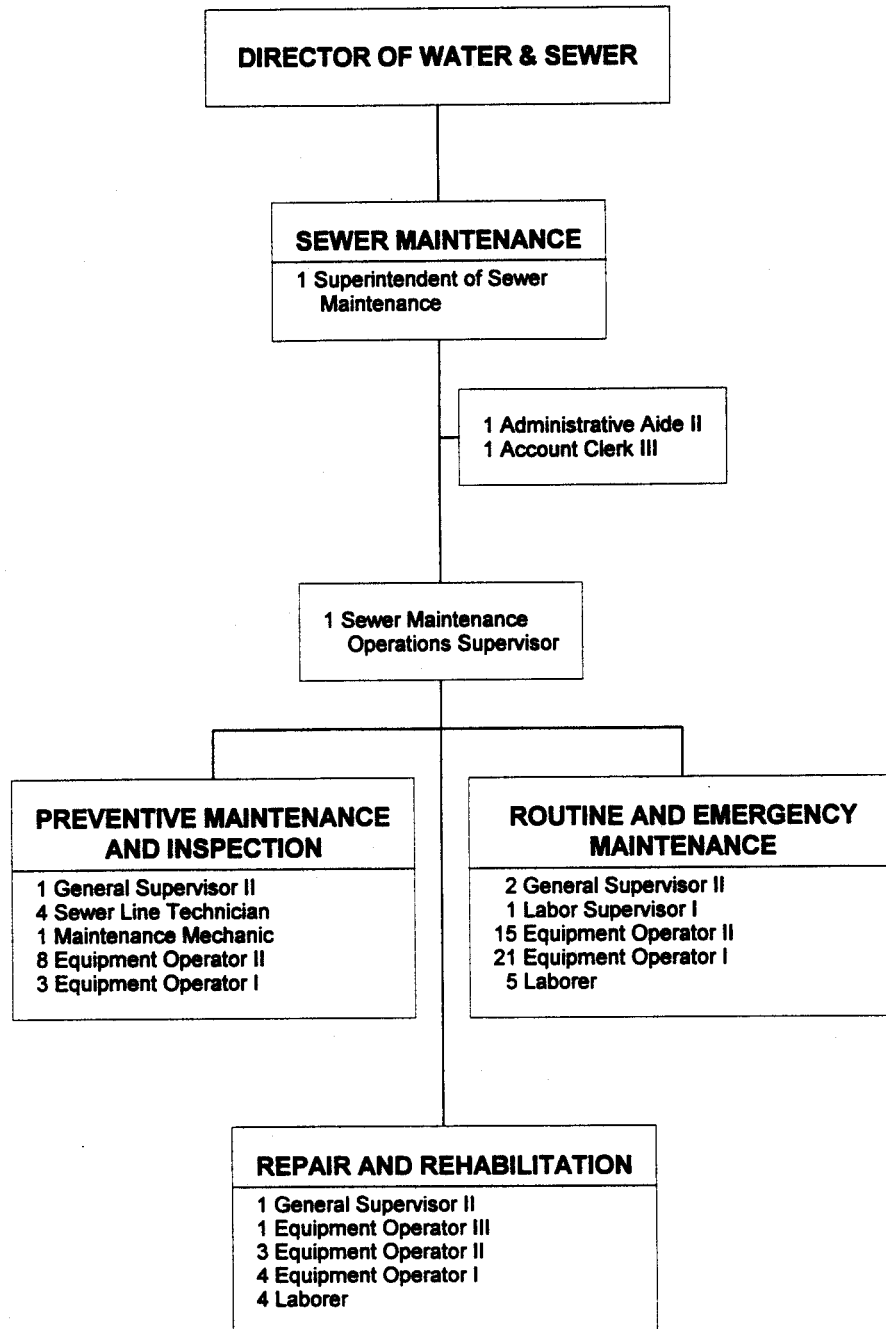 DIRECTOR OF WATER & SEWER
SEWER MAINTENANCE
1 Superintendent of Sewer
Maintenance
1 Administrative Aide II
1 Account Clerk III
1 Sewer Maintenance
Operations Supervisor
PREVENTIVE MAINTENANCE
AND INSPECTION
1 General Supervisor II
4 Sewer Line Technician
1 Maintenance Mechanic
8 Equipment Operator II
3 Equipment Operator I
ROUTINE AND EMERGENCY
MAINTENANCE
2 General Supervisor II
1 Labor Supervisor I
15 Equipment Operator II
21 Equipment Operator I
5 Laborer
REPAIR AND REHABILITATION
1 General Supervisor II
1 Equipment Operator III
3 Equipment Operator II
4 Equipment Operator I
4 Laborer